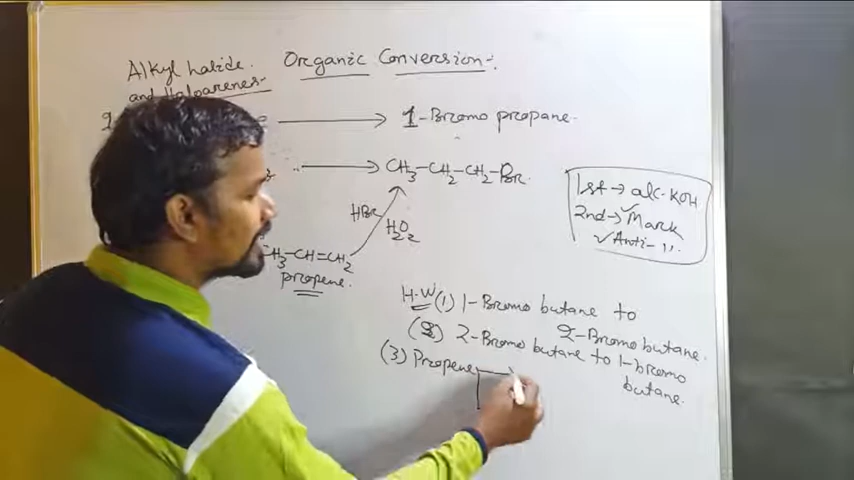 Alkyl halide.
and Haloarenes-
Organic Conversion:-
1-Bromo propane.
CH3-CH2-CH2-Br.
HBr
H2O2
CH3-CH=CH2
propene.
1st → alc. KOH
2nd → Mark
✓Anti- "
H.W (1) 1-Bromo butane to
2-Bromo butane
(2) 2-Bromo butane to 1-bromo
butane.
(3) Propene